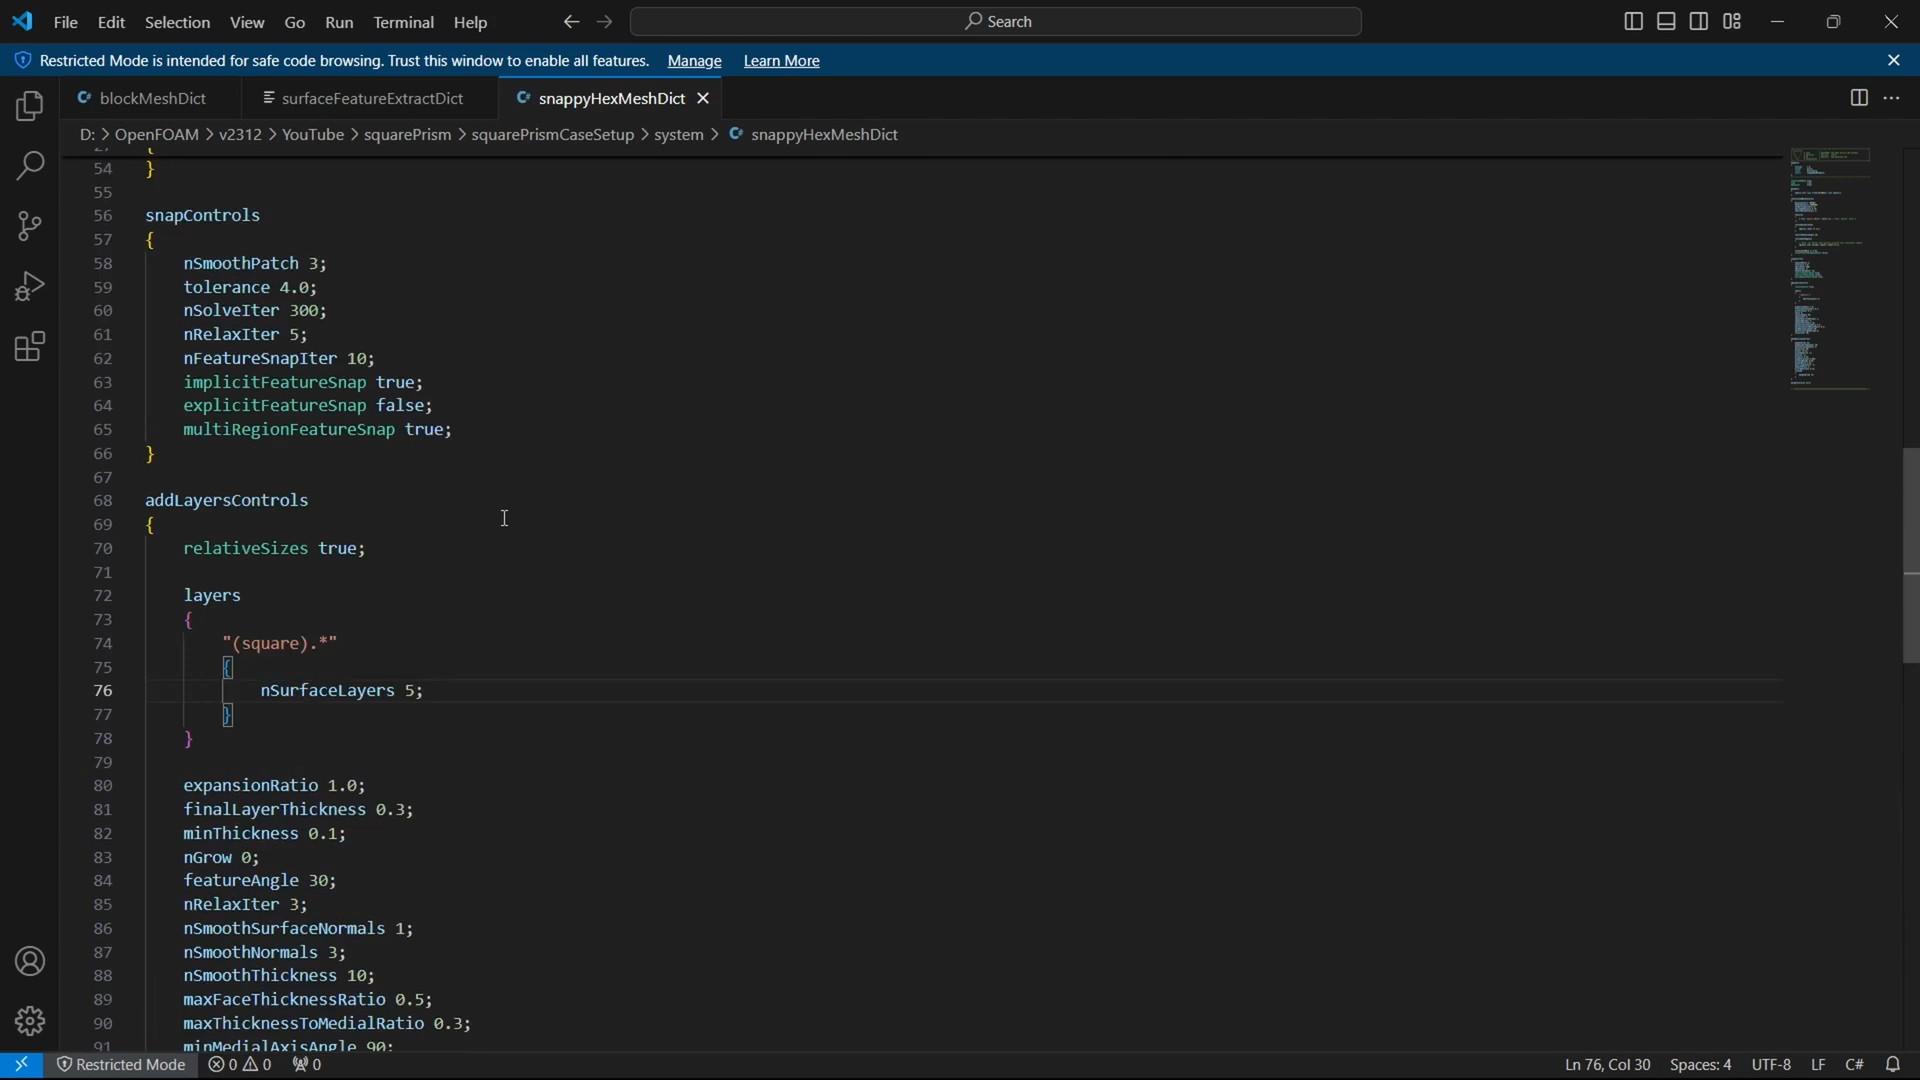 File Edit Selection View Go Run Terminal Help Search
Restricted Mode is intended for safe code browsing. Trust this window to enable all features. Manage Learn More
blockMeshDict surfaceFeatureExtractDict snappyHexMeshDict
D: > OpenFOAM > v2312 > YouTube > squarePrism > squarePrismCaseSetup > system > snappyHexMeshDict
27 {
54 }
55
56 snapControls
57 {
58 nSmoothPatch 3;
59 tolerance 4.0;
60 nSolveIter 300;
61 nRelaxIter 5;
62 nFeatureSnapIter 10;
63 implicitFeatureSnap true;
64 explicitFeatureSnap false;
65 multiRegionFeatureSnap true;
66 }
67
68 addLayersControls
69 {
70 relativeSizes true;
71
72 layers
73 {
74 "(square).*"
75 {
76 nSurfaceLayers 5;
77 }
78 }
79
80 expansionRatio 1.0;
81 finalLayerThickness 0.3;
82 minThickness 0.1;
83 nGrow 0;
84 featureAngle 30;
85 nRelaxIter 3;
86 nSmoothSurfaceNormals 1;
87 nSmoothNormals 3;
88 nSmoothThickness 10;
89 maxFaceThicknessRatio 0.5;
90 maxThicknessToMedialRatio 0.3;
91 minMedialAxisAngle 90;
Restricted Mode 0 0 0 Ln 76, Col 30 Spaces: 4 UTF-8 LF C#